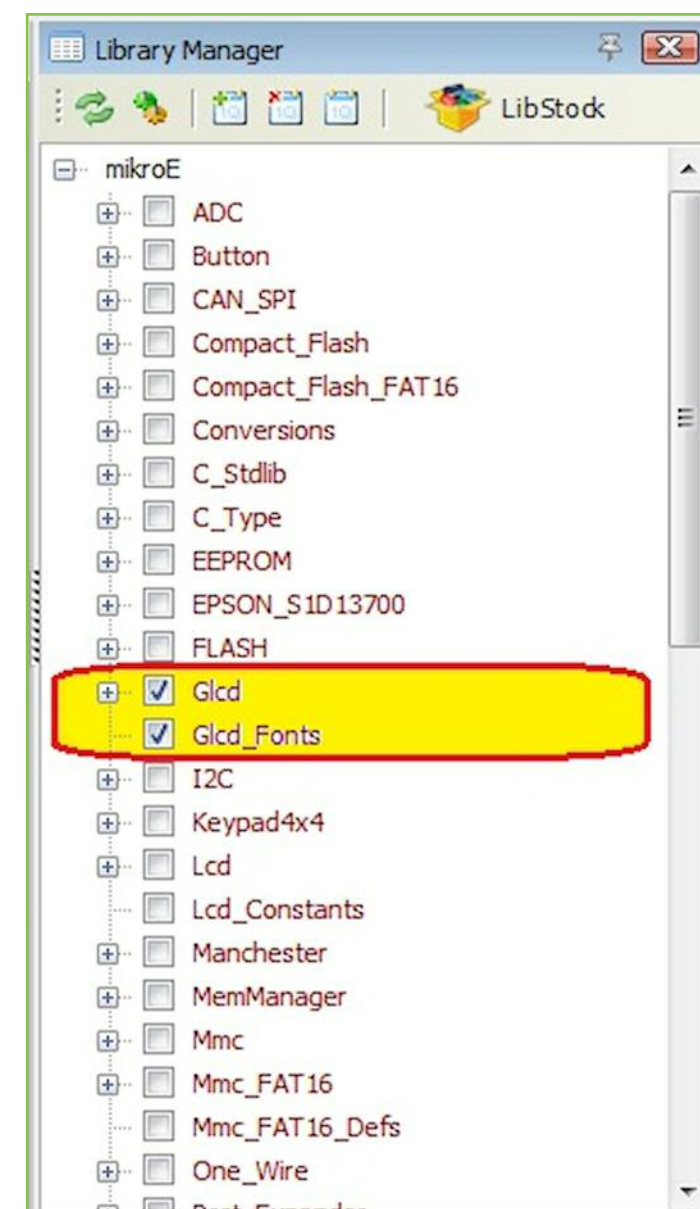 Library Manager
LibStock
mikroE
ADC
Button
CAN_SPI
Compact_Flash
Compact_Flash_FAT16
Conversions
C_Stdlib
C_Type
EEPROM
EPSON_S1D13700
FLASH
Glcd
Glcd_Fonts
I2C
Keypad4x4
Lcd
Lcd_Constants
Manchester
MemManager
Mmc
Mmc_FAT16
Mmc_FAT16_Defs
One_Wire